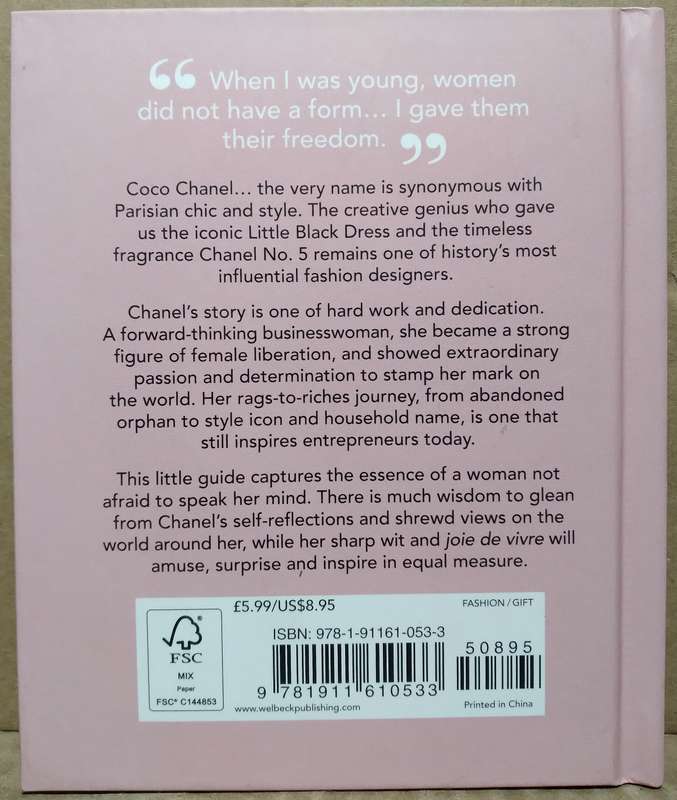 “ When I was young, women
did not have a form... I gave them
their freedom. ”
Coco Chanel... the very name is synonymous with
Parisian chic and style. The creative genius who gave
us the iconic Little Black Dress and the timeless
fragrance Chanel No. 5 remains one of history's most
influential fashion designers.
Chanel's story is one of hard work and dedication.
A forward-thinking businesswoman, she became a strong
figure of female liberation, and showed extraordinary
passion and determination to stamp her mark on
the world. Her rags-to-riches journey, from abandoned
orphan to style icon and household name, is one that
still inspires entrepreneurs today.
This little guide captures the essence of a woman not
afraid to speak her mind. There is much wisdom to glean
from Chanel's self-reflections and shrewd views on the
world around her, while her sharp wit and joie de vivre will
amuse, surprise and inspire in equal measure.
FSC®
MIX
Paper
FSC® C144853
£5.99/US$8.95
FASHION/GIFT
ISBN: 978-1-91161-053-3
50895
9 781911 610533
www.welbeckpublishing.com
Printed in China